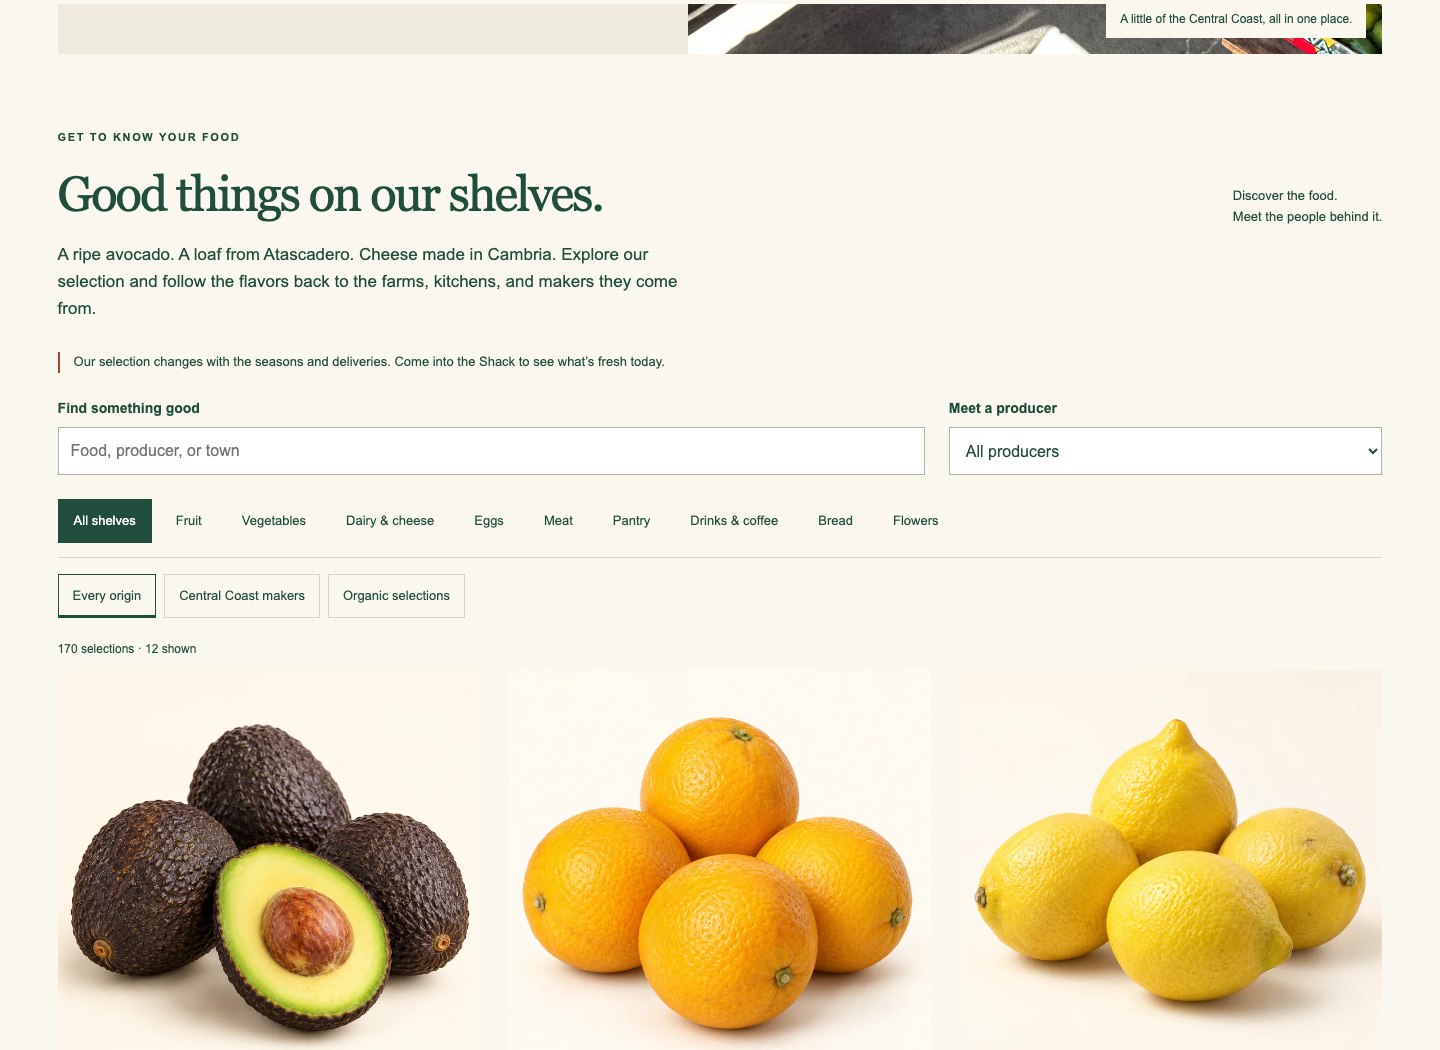 A little of the Central Coast, all in one place.
GET TO KNOW YOUR FOOD
Good things on our shelves.
Discover the food.
Meet the people behind it.
A ripe avocado. A loaf from Atascadero. Cheese made in Cambria. Explore our
selection and follow the flavors back to the farms, kitchens, and makers they come
from.
Our selection changes with the seasons and deliveries. Come into the Shack to see what’s fresh today.
Find something good
Meet a producer
Food, producer, or town
All producers
All shelves Fruit Vegetables Dairy & cheese Eggs Meat Pantry Drinks & coffee Bread Flowers
Every origin Central Coast makers Organic selections
170 selections · 12 shown